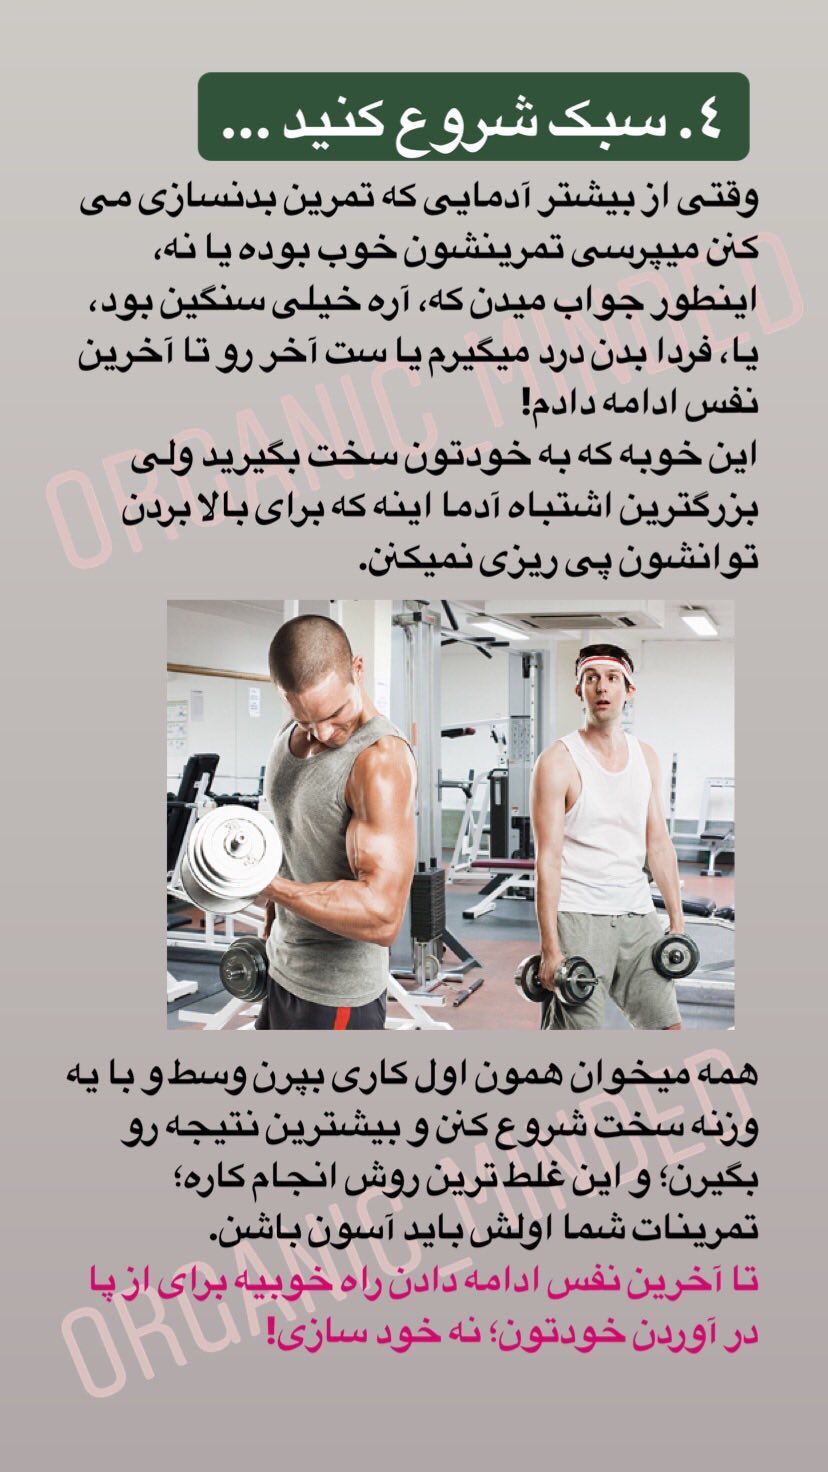 ٤. سبک شروع کنید ...
وقتی از بیشتر آدمایی که تمرین بدنسازی می
کنن میپرسی تمرینشون خوب بوده یا نه،
اینطور جواب میدن که، آره خیلی سنگین بود،
یا، فردا بدن درد میگیرم یا ست آخر رو تا آخرین
نفس ادامه دادم!
این خوبه که به خودتون سخت بگیرید ولی
بزرگترین اشتباه آدما اینه که برای بالا بردن
توانشون پی ریزی نمیکنن.
ORGANIC_MINDED
همه میخوان همون اول کاری بپرن وسط و با یه
وزنه سخت شروع کنن و بیشترین نتیجه رو
بگیرن؛ و این غلط ترین روش انجام کاره؛
تمرینات شما اولش باید آسون باشن.
تا آخرین نفس ادامه دادن راه خوبیه برای از پا
در آوردن خودتون؛ نه خود سازی!
ORGANIC_MINDED